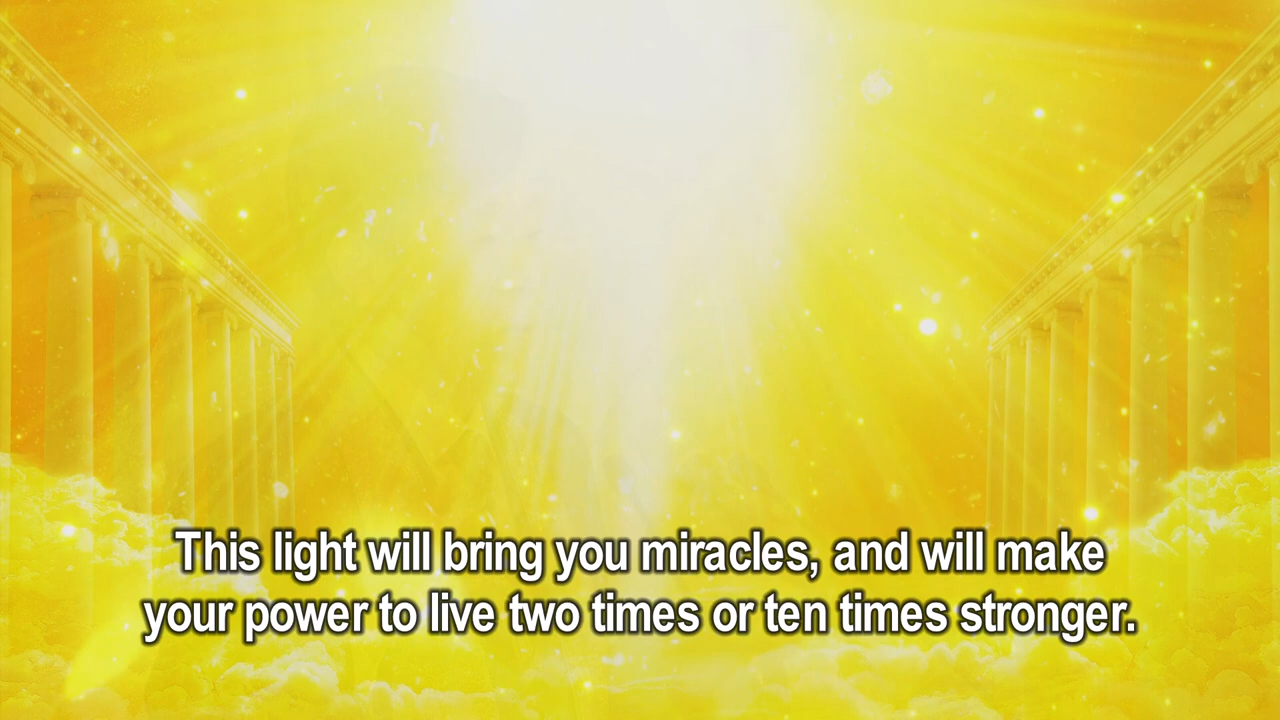 This light will bring you miracles, and will make
your power to live two times or ten times stronger.